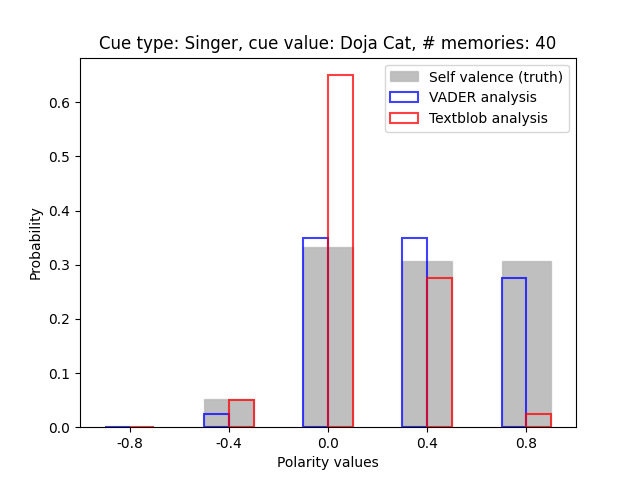 Cue type: Singer, cue value: Doja Cat, # memories: 40
Self valence (truth)
VADER analysis
Textblob analysis
Probability
0.6
0.5
0.4
0.3
0.2
0.1
0.0
-0.8 -0.4 0.0 0.4 0.8
Polarity values